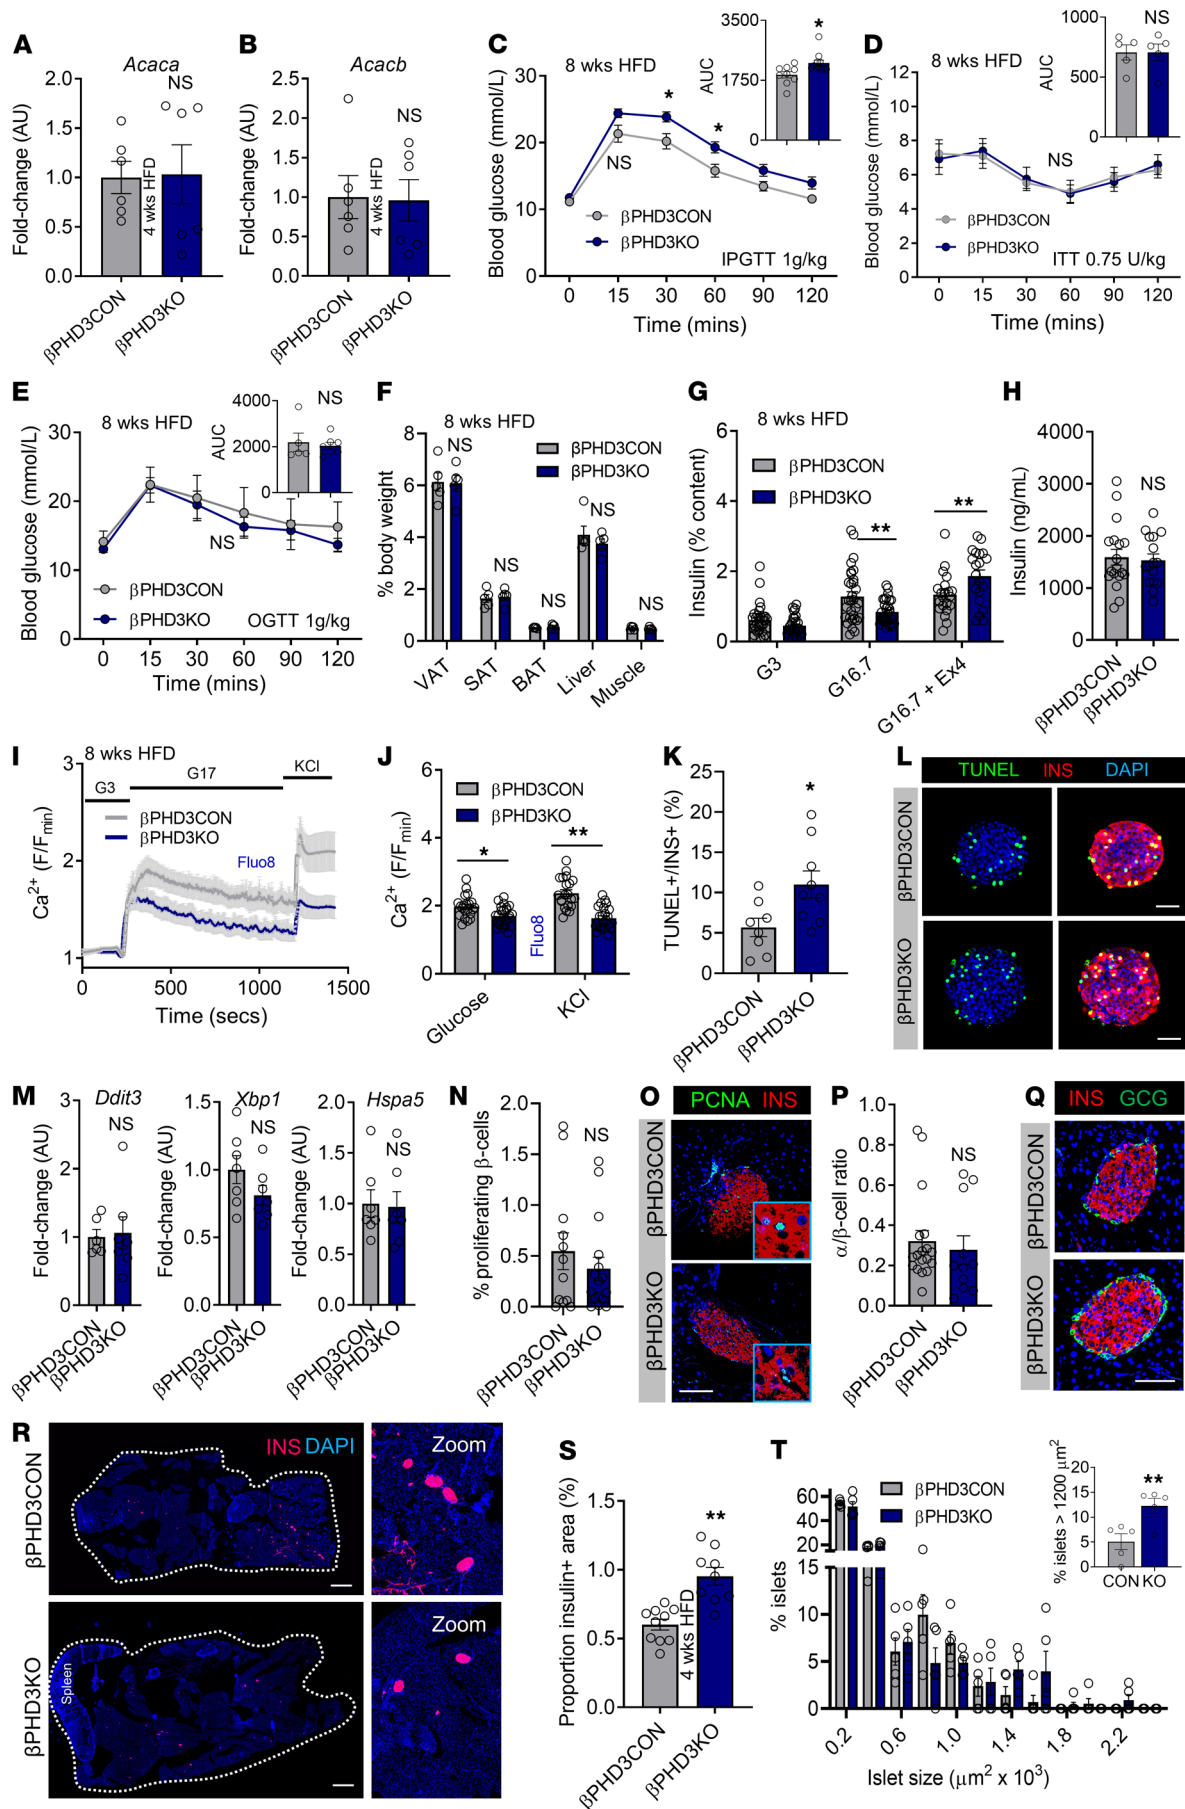 A
Acaca
NS
Fold-change (AU)
2.0
1.5
1.0
0.5
0.0
4 wks HFD
βPHD3CON
βPHD3KO
B
Acacb
NS
Fold-change (AU)
2.5
2.0
1.5
1.0
0.5
0.0
4 wks HFD
βPHD3CON
βPHD3KO
C
8 wks HFD
Blood glucose (mmol/L)
30
20
10
0
*
*
NS
βPHD3CON
βPHD3KO
IPGTT 1g/kg
0 15 30 60 90 120
Time (mins)
AUC
3500
1750
0
*
D
8 wks HFD
Blood glucose (mmol/L)
12
10
8
6
4
2
0
NS
βPHD3CON
βPHD3KO
ITT 0.75 U/kg
0 15 30 60 90 120
Time (mins)
AUC
1000
500
0
NS
E
8 wks HFD
Blood glucose (mmol/L)
30
20
10
0
NS
βPHD3CON
βPHD3KO
OGTT 1g/kg
0 15 30 60 90 120
Time (mins)
AUC
4000
2000
0
NS
F
8 wks HFD
% body weight
8
6
4
2
0
βPHD3CON
βPHD3KO
NS
NS
NS
NS
NS
VAT
SAT
BAT
Liver
Muscle
G
8 wks HFD
Insulin (% content)
6
4
2
0
βPHD3CON
βPHD3KO
**
**
G3
G16.7
G16.7 + Ex4
H
Insulin (ng/mL)
4000
3000
2000
1000
0
NS
βPHD3CON
βPHD3KO
I
8 wks HFD
Ca2+ (F/Fmin)
3
2
1
G3
G17
KCl
βPHD3CON
βPHD3KO
Fluo8
0 500 1000 1500
Time (secs)
J
Ca2+ (F/Fmin)
6
4
2
0
βPHD3CON
βPHD3KO
*
**
Fluo8
Glucose
KCl
K
TUNEL+/INS+ (%)
25
20
15
10
5
0
*
βPHD3CON
βPHD3KO
L
TUNEL INS DAPI
βPHD3CON
βPHD3KO
M
Ddit3
NS
Fold-change (AU)
3
2
1
0
βPHD3CON
βPHD3KO
Xbp1
NS
Fold-change (AU)
1.5
1.0
0.5
0.0
βPHD3CON
βPHD3KO
Hspa5
NS
Fold-change (AU)
2.0
1.5
1.0
0.5
0.0
βPHD3CON
βPHD3KO
N
% proliferating β-cells
2.0
1.5
1.0
0.5
0.0
NS
βPHD3CON
βPHD3KO
O
PCNA INS
βPHD3CON
βPHD3KO
P
α/β-cell ratio
1.0
0.8
0.6
0.4
0.2
0.0
NS
βPHD3CON
βPHD3KO
Q
INS GCG
βPHD3CON
βPHD3KO
R
βPHD3CON
INS DAPI
Zoom
βPHD3KO
Spleen
Zoom
S
Proportion insulin+ area (%)
1.5
1.0
0.5
0.0
**
4 wks HFD
βPHD3CON
βPHD3KO
T
% islets
60
40
20
15
10
5
0
βPHD3CON
βPHD3KO
0.2
0.6
1.0
1.4
1.8
2.2
Islet size (μm2 x 103)
% islets > 1200 μm2
20
15
10
5
0
**
CON KO